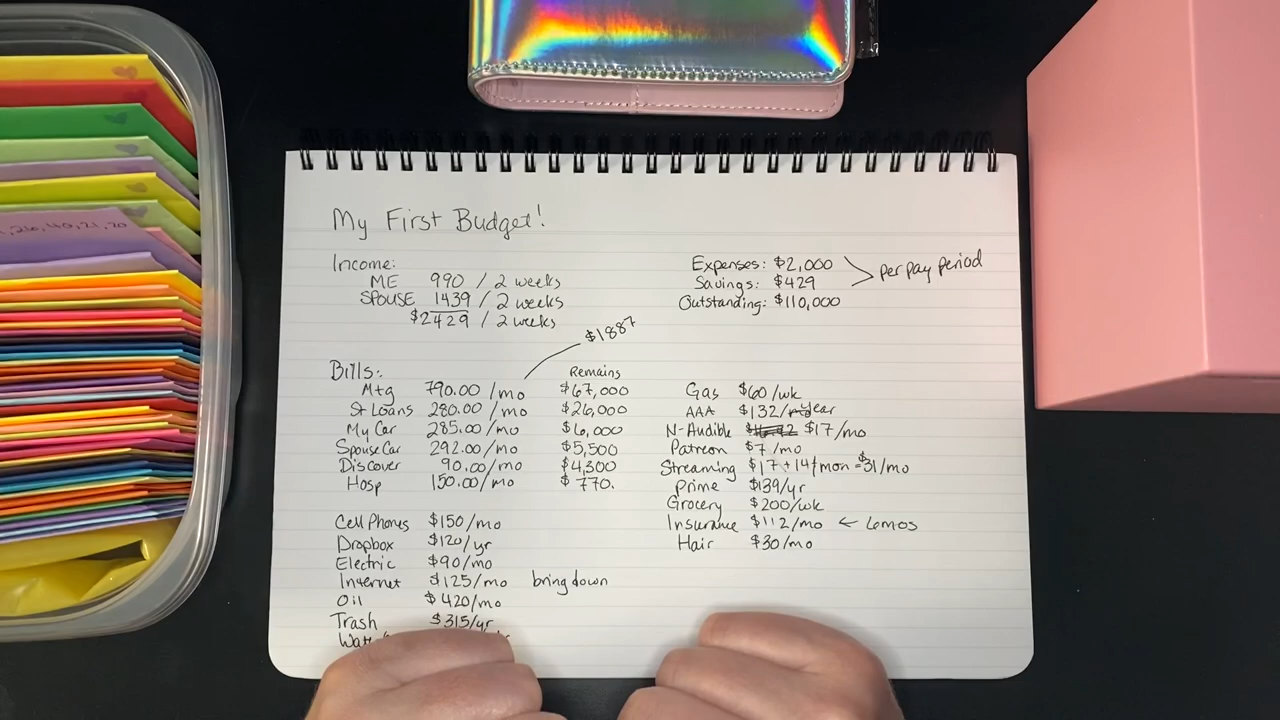 My First Budget!
Income:
ME 990 / 2 weeks
SPOUSE 1439 / 2 weeks
$2429 / 2 weeks
Expenses: $2,000
Savings: $429
Outstanding: $110,000
per pay period
$1887
Bills:
Remains
Mtg 790.00 /mo $67,000
St Loans 280.00 /mo $26,000
My Car 285.00/mo $6,000
Spouse Car 292.00/mo $5,500
Discover 90.00/mo $4,300
Hosp 150.00/mo $770.
Cell Phones $150/mo
Dropbox $120/yr
Electric $90/mo
Internet $125/mo bring down
Oil $420/mo
Trash $315/yr
Gas $60/wk
AAA $132/year
N-Audible $17/mo
Patreon $7/mo
Streaming $17+14/mon=$31/mo
Prime $139/yr
Grocery $200/wk
Insurance $112/mo ← 6mos
Hair $30/mo